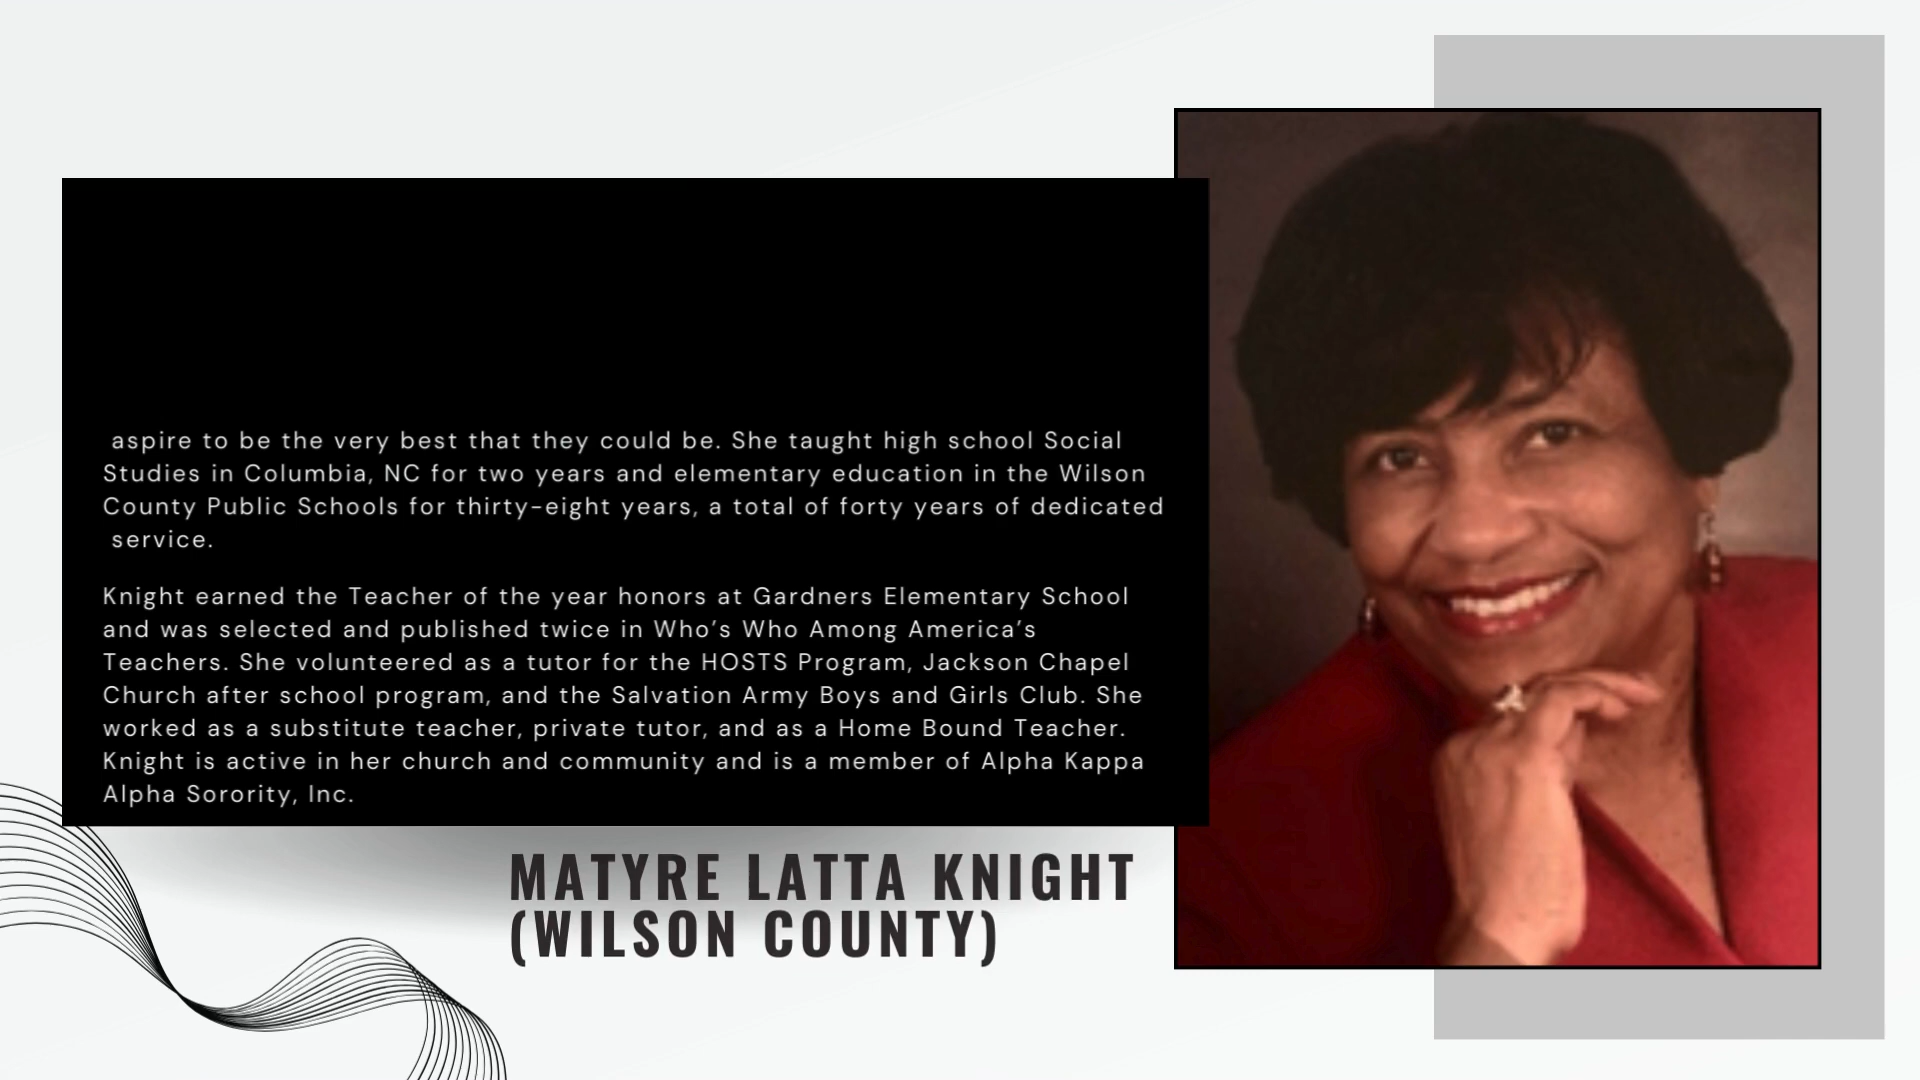 aspire to be the very best that they could be. She taught high school Social
Studies in Columbia, NC for two years and elementary education in the Wilson
County Public Schools for thirty-eight years, a total of forty years of dedicated
service.
Knight earned the Teacher of the year honors at Gardners Elementary School
and was selected and published twice in Who’s Who Among America’s
Teachers. She volunteered as a tutor for the HOSTS Program, Jackson Chapel
Church after school program, and the Salvation Army Boys and Girls Club. She
worked as a substitute teacher, private tutor, and as a Home Bound Teacher.
Knight is active in her church and community and is a member of Alpha Kappa
Alpha Sorority, Inc.
MATYRE LATTA KNIGHT
(WILSON COUNTY)